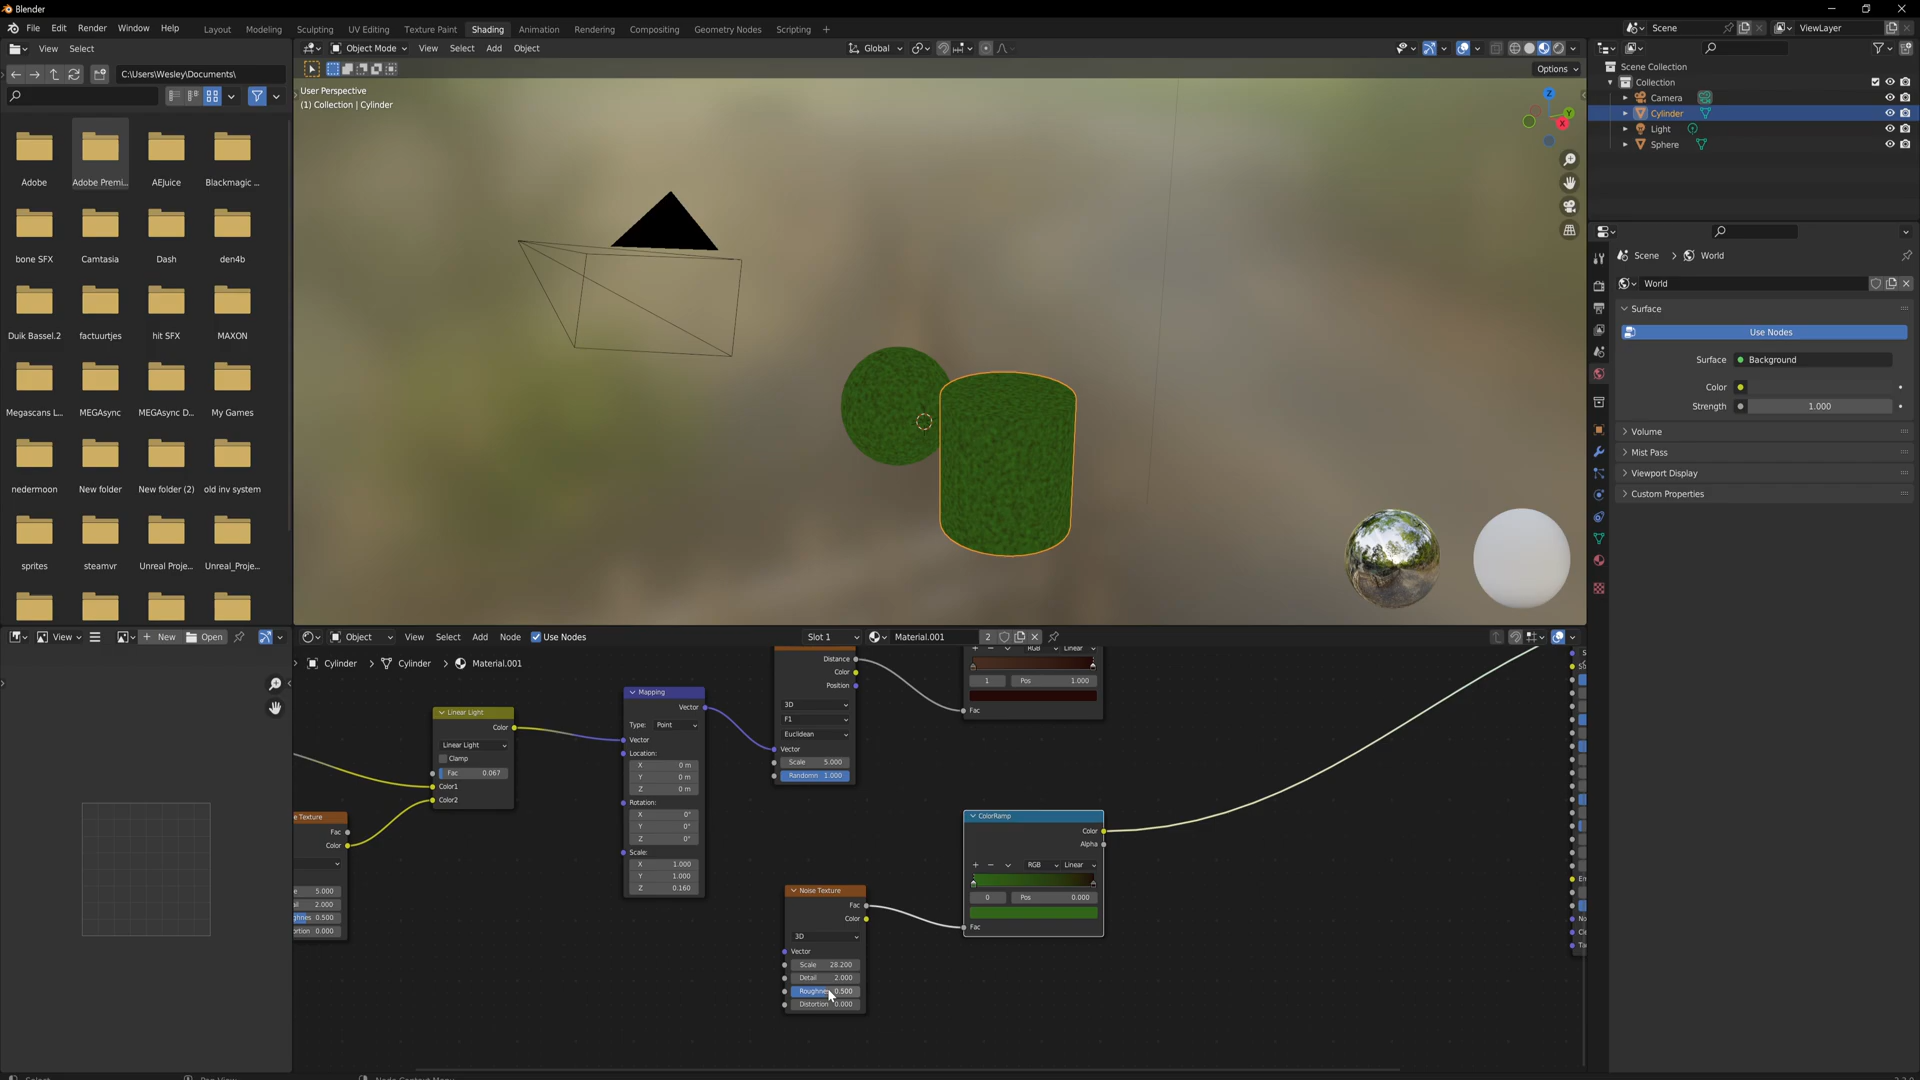 Blender
File Edit Render Window Help Layout Modeling Sculpting UV Editing Texture Paint Shading Animation Rendering Compositing Geometry Nodes Scripting + Scene ViewLayer
View Select Object Mode View Select Add Object Global
C:\Users\Wesley\Documents\ Options
User Perspective
(1) Collection | Cylinder
Z
Y
X
Scene Collection
Collection
Camera
Cylinder
Light
Sphere
Adobe Adobe Premi... AEJuice Blackmagic ...
bone SFX Camtasia Dash den4b
Duik Bassel.2 factuurtjes hit SFX MAXON
Megascans L... MEGAsync MEGAsync D... My Games
nedermoon New folder New folder (2) old inv system
sprites steamvr Unreal Proje... Unreal_Proje...
Scene > World
World
Surface
Use Nodes
Surface Background
Color
Strength 1.000
Volume
Mist Pass
Viewport Display
Custom Properties
View + New Open Object View Select Add Node Use Nodes Slot 1 Material.001 2
Cylinder > Cylinder > Material.001
Linear Light
Color
Linear Light
Clamp
Fac 0.067
Color1
Color2
e Texture
Fac
Color
e 5.000
il 2.000
ghnes 0.500
ortion 0.000
Mapping
Vector
Type: Point
Vector
Location:
X 0 m
Y 0 m
Z 0 m
Rotation:
X 0°
Y 0°
Z 0°
Scale:
X 1.000
Y 1.000
Z 0.160
Distance
Color
Position
3D
F1
Euclidean
Vector
Scale 5.000
Randomn 1.000
RGB Linear
1 Pos 1.000
Fac
Noise Texture
Fac
Color
3D
Vector
Scale 28.200
Detail 2.000
Roughne 0.500
Distortion 0.000
ColorRamp
Color
Alpha
RGB Linear
0 Pos 0.000
Fac